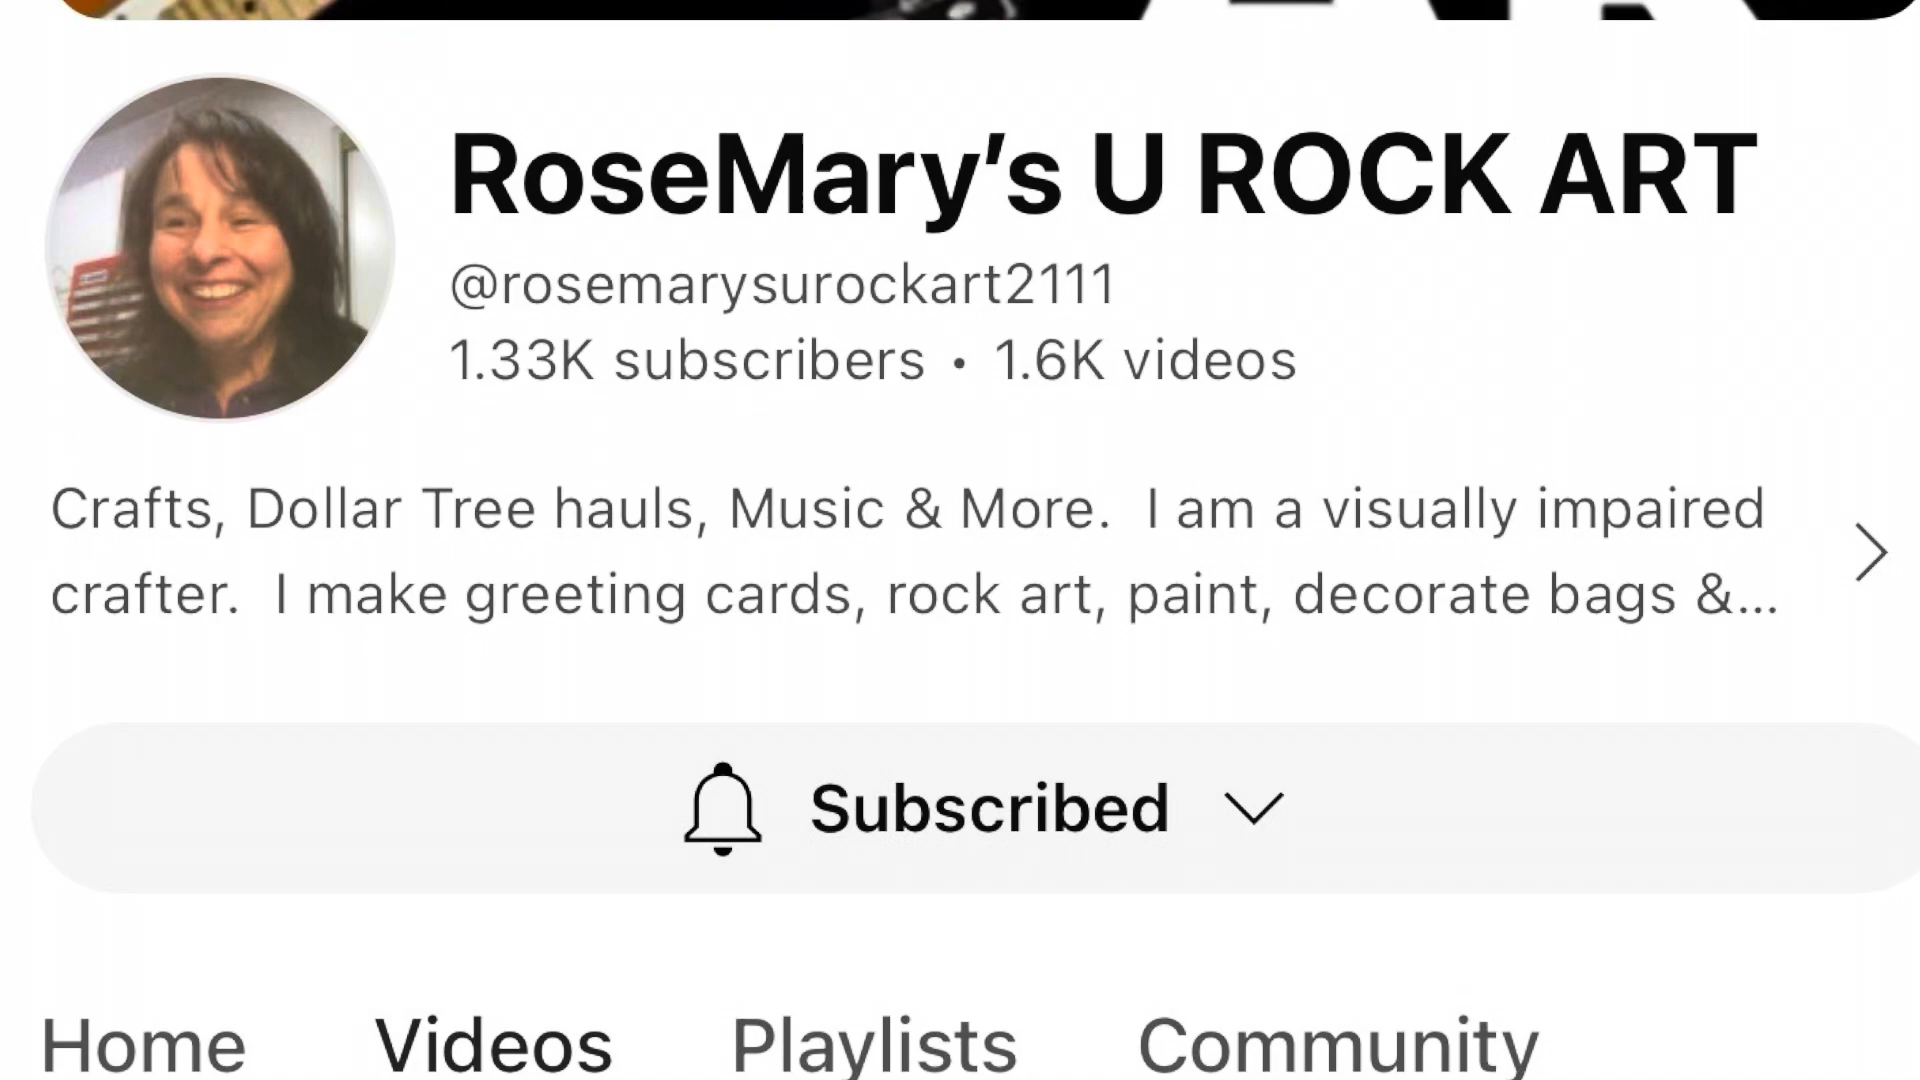 RoseMary's U ROCK ART
@rosemarysurockart2111
1.33K subscribers • 1.6K videos
Crafts, Dollar Tree hauls, Music & More.  I am a visually impaired
crafter.  I make greeting cards, rock art, paint, decorate bags &...
Subscribed
Home
Videos
Playlists
Community